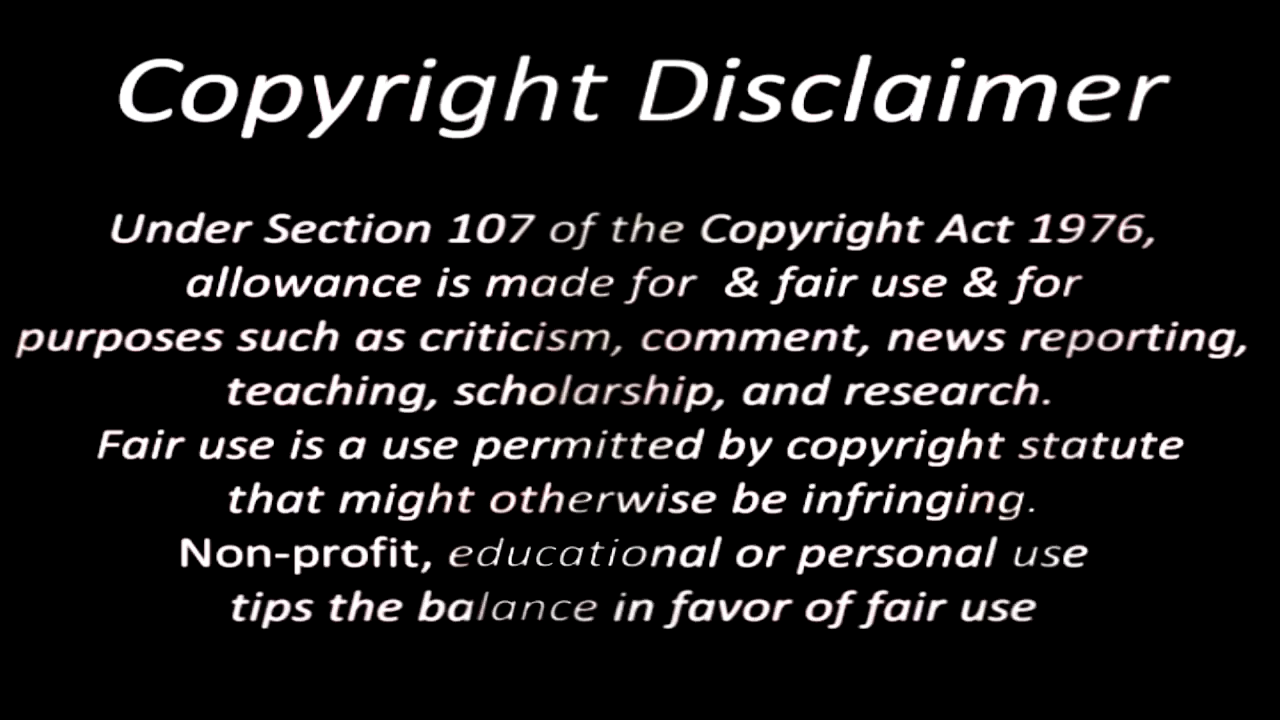 Copyright Disclaimer
Under Section 107 of the Copyright Act 1976,
allowance is made for & fair use & for
purposes such as criticism, comment, news reporting,
teaching, scholarship, and research.
Fair use is a use permitted by copyright statute
that might otherwise be infringing.
Non-profit, educational or personal use
tips the balance in favor of fair use